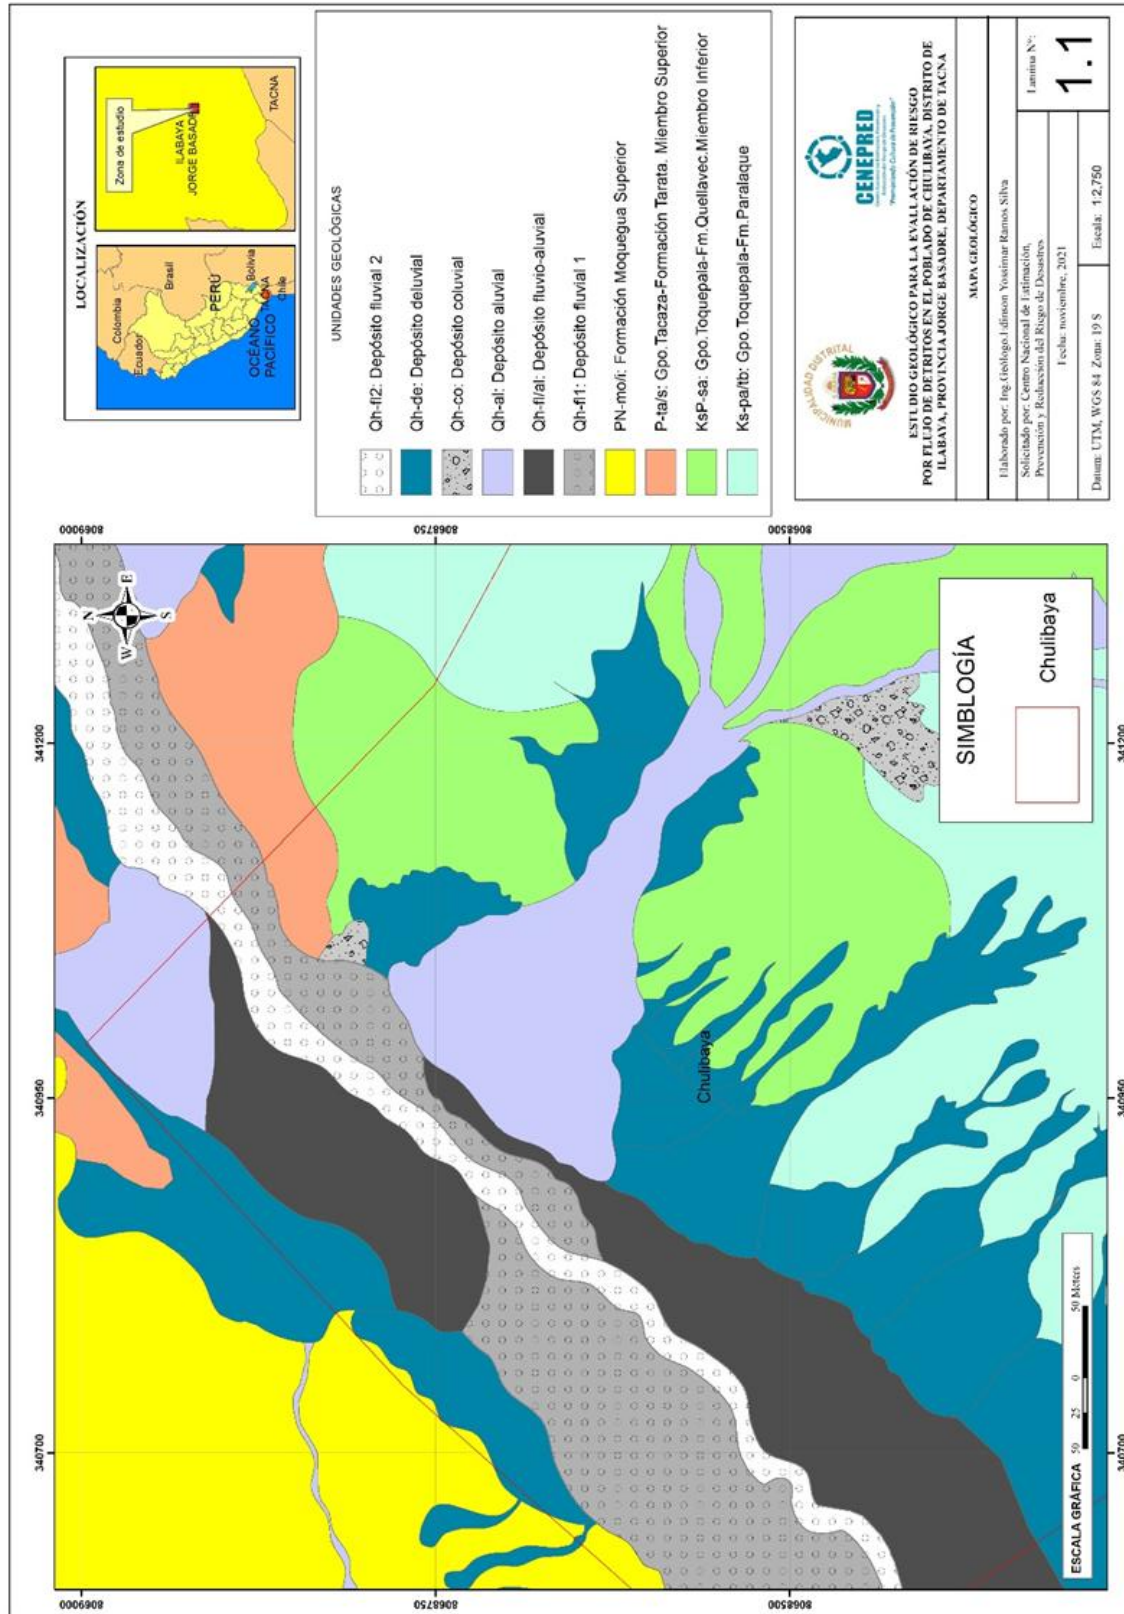 LOCALIZACIÓN
Colombia
Ecuador
Brasil
PERÚ
OCÉANO
PACÍFICO
Bolivia
TACNA
Chile
Zona de estudio
ILABAYA
JORGE BASADRE
TACNA
UNIDADES GEOLÓGICAS
Qh-fl2: Depósito fluvial 2
Qh-de: Depósito deluvial
Qh-co: Depósito coluvial
Qh-al: Depósito aluvial
Qh-fl/al: Depósito fluvio-aluvial
Qh-fl1: Depósito fluvial 1
PN-mo/i: Formación Moquegua Superior
P-ta/s: Gpo.Tacaza-Formación Tarata. Miembro Superior
KsP-sa: Gpo.Toquepala-Fm.Quellavec.Miembro Inferior
Ks-pa/tb: Gpo.Toquepala-Fm.Paralaque
MUNICIPALIDAD DISTRITAL
CENEPRED
ESTUDIO GEOLÓGICO PARA LA EVALUACIÓN DE RIESGO
POR FLUJO DE DETRITOS EN EL POBLADO DE CHULIBAYA, DISTRITO DE
ILABAYA, PROVINCIA JORGE BASADRE, DEPARTAMENTO DE TACNA
MAPA GEOLÓGICO
Elaborado por: Ing.Geólogo.Edinson Yossimar Ramos Silva
Solicitado por: Centro Nacional de Estimación,
Prevención y Reducción del Riesgo de Desastres
Fecha: noviembre, 2021
Datum: UTM, WGS 84 Zona: 19 S
Escala: 1:2,750
Lamina N°:
1.1
340700
340950
341200
8069000
8069000
8068750
8068750
8068500
8068500
N
W
E
S
Chulibaya
SIMBLOGÍA
Chulibaya
ESCALA GRÁFICA
50 25 0 50 Meters
340700
340950
341200